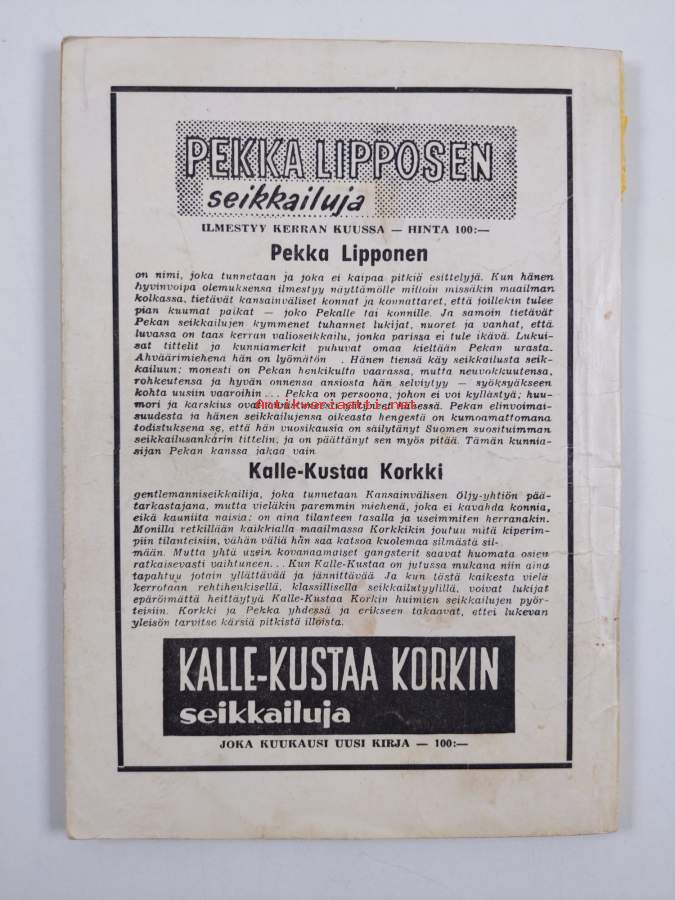 PEKKA LIPPOSEN
seikkailuja
ILMESTYY KERRAN KUUSSA — HINTA 100:—
Pekka Lipponen
on nimi, joka tunnetaan ja joka ei kaipaa pitkiä esittelyjä. Kun hänen
hyvinvoipa olemuksensa ilmestyy näyttämölle milloin missäkin maailman
kolkassa, tietävät kansainväliset konnat ja konnattaret, että joillekin tulee
pian kuumat paikat — joko Pekalle tai konnille. Ja samoin tietävät
Pekan seikkailujen kymmenet tuhannet lukijat, nuoret ja vanhat, että
luvassa on taas kerran valioseikkailu, jonka parissa ei tule ikävä. Lukui-
sat tittelit ja kunniamerkit puhuvat omaa kieltään Pekan urasta.
Ahväärimiehenä hän on lyömätön . Hänen tiensä käy seikkailusta seik-
kailuun; monesti on Pekan henkikulta vaarassa, mutta neuvokkuutensa,
rohkeutensa ja hyvän onnensa ansiosta hän selviytyy — syöksyäkseen
kohta uusiin vaaroihin... Pekka on persoona, johon ei voi kyllästyä; huu-
mori ja karskius ovat
antikvariaatti.net
hänessä. Pekan elinvoimai-
suudesta ja hänen seikkailujensa oikeasta hengestä on kumoamattomana
todistuksena se, että hän vuosikausia on säilyttänyt Suomen suosituimman
seikkailusankarin tittelin, ja on päättänyt sen myös pitää. Tämän kunnia-
sijan Pekan kanssa jakaa vain
Kalle-Kustaa Korkki
gentlemanniseikkailija, joka tunnetaan Kansainvälisen Öljy-yhtiön pää-
tarkastajana, mutta vieläkin paremmin miehenä, joka ei kavahda konnia,
eikä kauniita naisia; on aina tilanteen tasalla ja useimmiten herranakin.
Monilla retkillään kaikkialla maailmassa Korkkikin joutuu mitä kiperim-
piin tilanteisiin, vähän väliä hän saa katsoa kuolemaa silmästä sil-
mään. Mutta yhtä usein kovanaamaiset gangsterit saavat huomata osien
ratkaisevasti vaihtuneen... Kun Kalle-Kustaa on jutussa mukana niin aina
tapahtuu jotain yllättävää ja jännittävää Ja kun tästä kaikesta vielä
kerrotaan rehtihenkisellä, klassillisella seikkailutyylillä, voivat lukijat
epäröimättä heittäytyä Kalle-Kustaa Korkin huimien seikkailujen pyör-
teisiin. Korkki ja Pekka yhdessä ja erikseen takaavat, ettei lukevan
yleisön tarvitse kärsiä pitkistä illoista.
KALLE-KUSTAA KORKIN
seikkailuja
JOKA KUUKAUSI UUSI KIRJA — 100:—